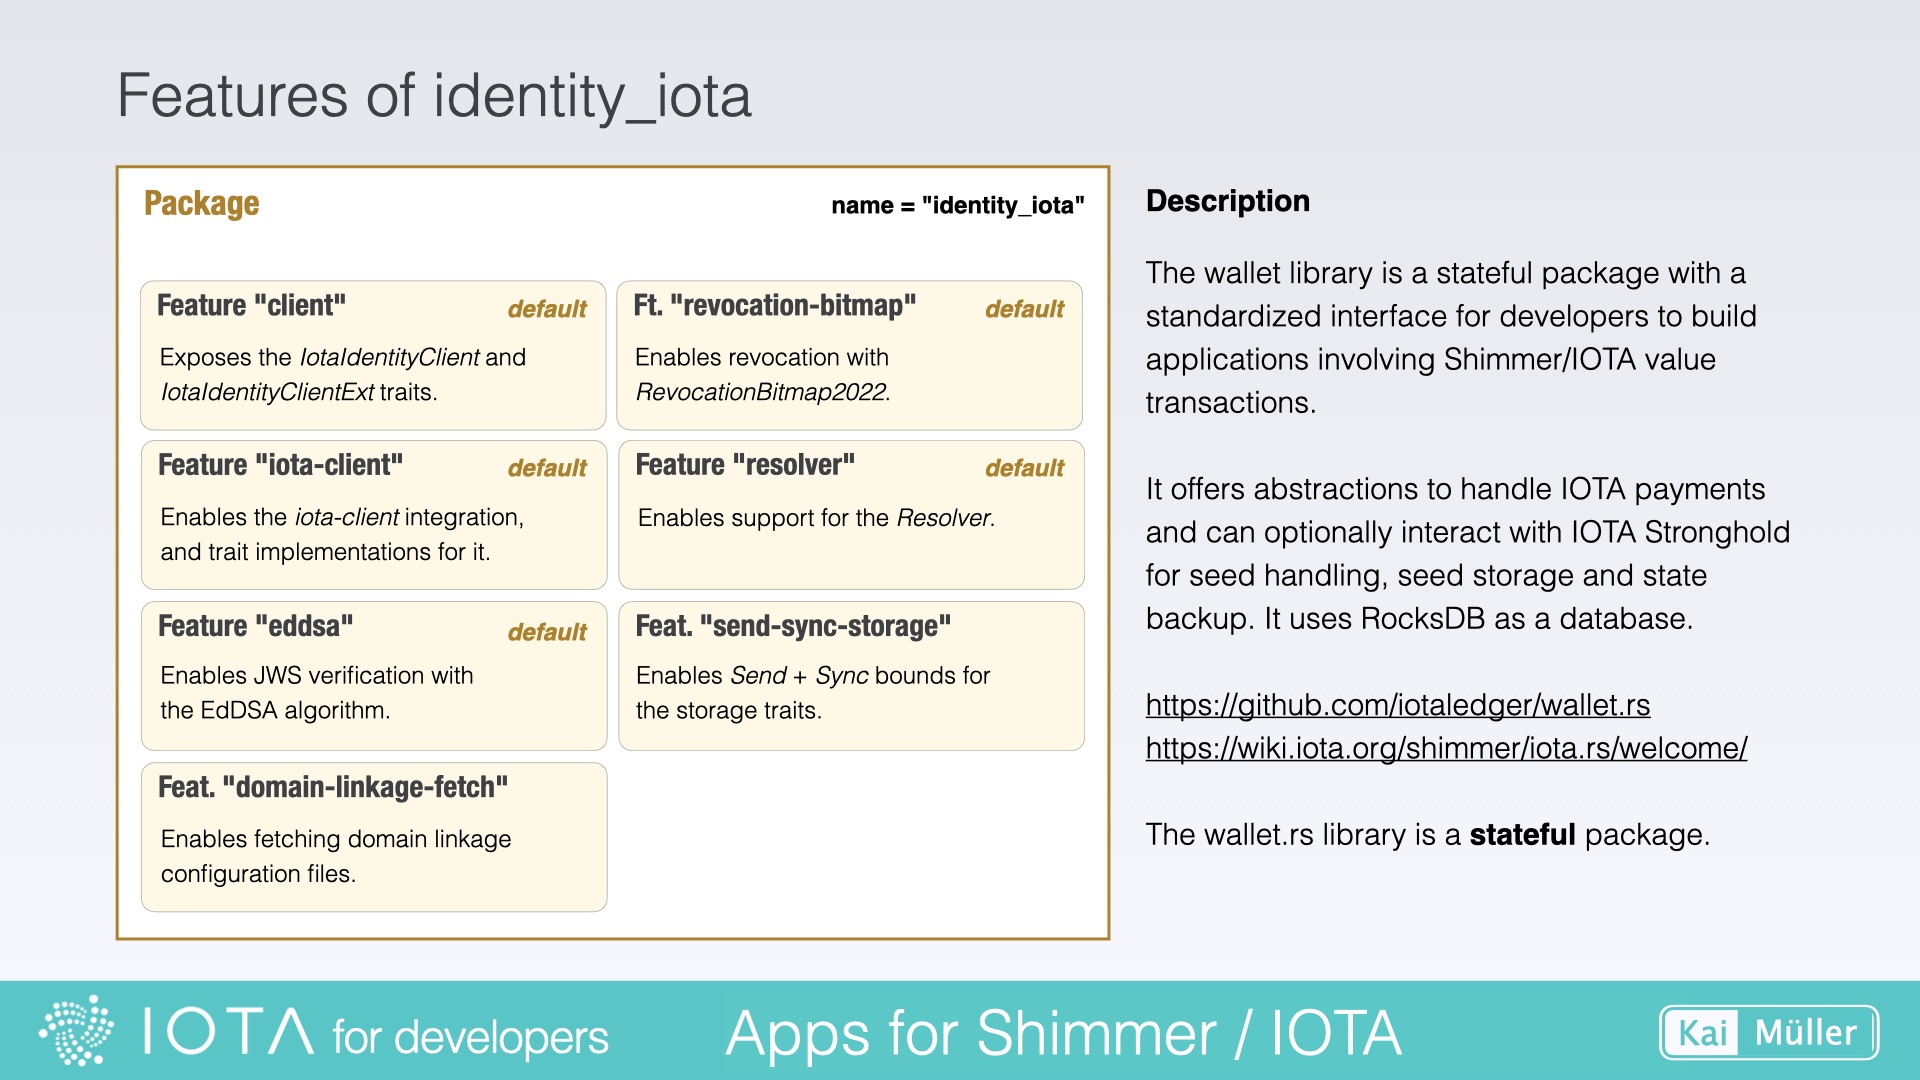 Features of identity_iota
Package
name = "identity_iota"
Feature "client"
default
Exposes the IotaIdentityClient and
IotaIdentityClientExt traits.
Ft. "revocation-bitmap"
default
Enables revocation with
RevocationBitmap2022.
Feature "iota-client"
default
Enables the iota-client integration,
and trait implementations for it.
Feature "resolver"
default
Enables support for the Resolver.
Feature "eddsa"
default
Enables JWS verification with
the EdDSA algorithm.
Feat. "send-sync-storage"
Enables Send + Sync bounds for
the storage traits.
Feat. "domain-linkage-fetch"
Enables fetching domain linkage
configuration files.
Description
The wallet library is a stateful package with a
standardized interface for developers to build
applications involving Shimmer/IOTA value
transactions.
It offers abstractions to handle IOTA payments
and can optionally interact with IOTA Stronghold
for seed handling, seed storage and state
backup. It uses RocksDB as a database.
https://github.com/iotaledger/wallet.rs
https://wiki.iota.org/shimmer/iota.rs/welcome/
The wallet.rs library is a stateful package.
IOTA for developers
Apps for Shimmer / IOTA
Kai Müller